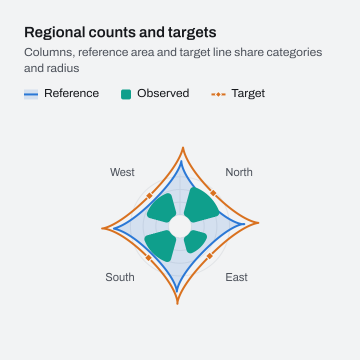 Regional counts and targets
Columns, reference area and target line share categories
and radius
Reference Observed Target
West North
South East